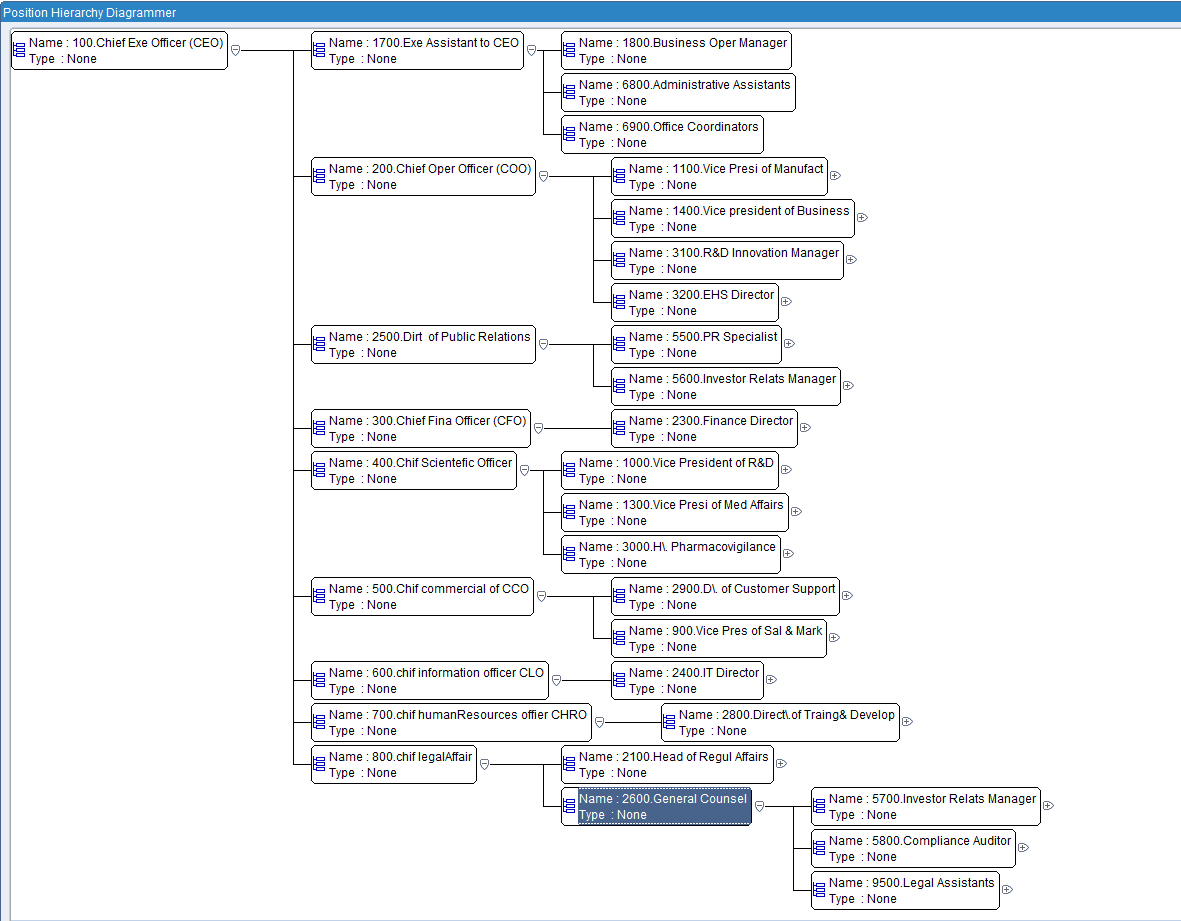 Position Hierarchy Diagrammer
Name : 100.Chief Exe Officer (CEO)
Type : None
Name : 1700.Exe Assistant to CEO
Type : None
Name : 1800.Business Oper Manager
Type : None
Name : 6800.Administrative Assistants
Type : None
Name : 6900.Office Coordinators
Type : None
Name : 200.Chief Oper Officer (COO)
Type : None
Name : 1100.Vice Presi of Manufact
Type : None
Name : 1400.Vice president of Business
Type : None
Name : 3100.R&D Innovation Manager
Type : None
Name : 3200.EHS Director
Type : None
Name : 2500.Dirt of Public Relations
Type : None
Name : 5500.PR Specialist
Type : None
Name : 5600.Investor Relats Manager
Type : None
Name : 300.Chief Fina Officer (CFO)
Type : None
Name : 2300.Finance Director
Type : None
Name : 400.Chif Scientefic Officer
Type : None
Name : 1000.Vice President of R&D
Type : None
Name : 1300.Vice Presi of Med Affairs
Type : None
Name : 3000.H\. Pharmacovigilance
Type : None
Name : 500.Chif commercial of CCO
Type : None
Name : 2900.D\. of Customer Support
Type : None
Name : 900.Vice Pres of Sal & Mark
Type : None
Name : 600.chif information officer CLO
Type : None
Name : 2400.IT Director
Type : None
Name : 700.chif humanResources offier CHRO
Type : None
Name : 2800.Direct\.of Traing& Develop
Type : None
Name : 800.chif legalAffair
Type : None
Name : 2100.Head of Regul Affairs
Type : None
Name : 2600.General Counsel
Type : None
Name : 5700.Investor Relats Manager
Type : None
Name : 5800.Compliance Auditor
Type : None
Name : 9500.Legal Assistants
Type : None